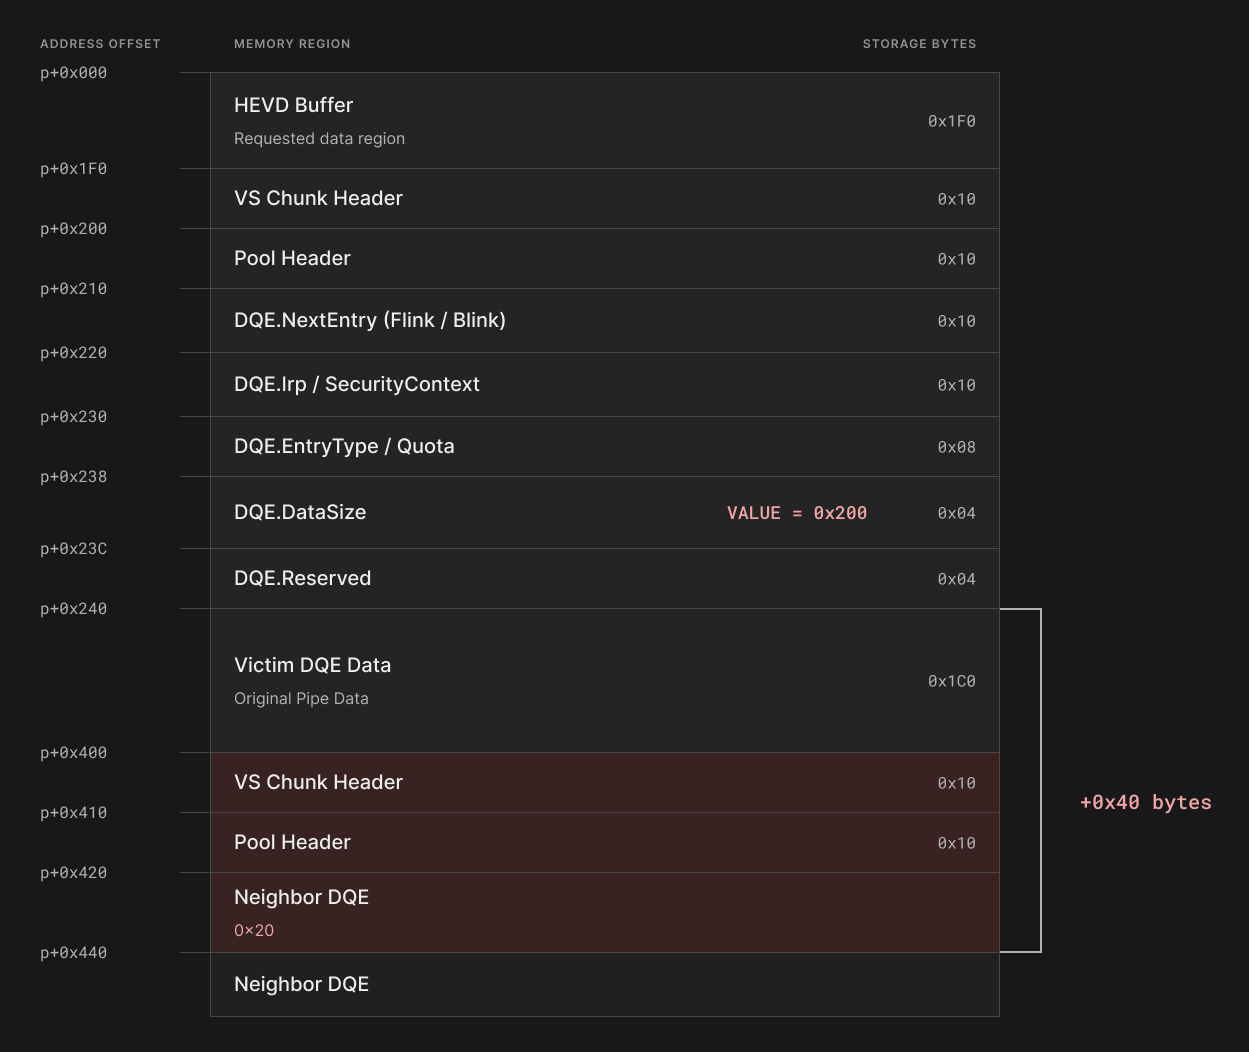 ADDRESS OFFSET MEMORY REGION STORAGE BYTES
p+0x000
HEVD Buffer
Requested data region
0x1F0
p+0x1F0
VS Chunk Header 0x10
p+0x200
Pool Header 0x10
p+0x210
DQE.NextEntry (Flink / Blink) 0x10
p+0x220
DQE.Irp / SecurityContext 0x10
p+0x230
DQE.EntryType / Quota 0x08
p+0x238
DQE.DataSize VALUE = 0x200 0x04
p+0x23C
DQE.Reserved 0x04
p+0x240
Victim DQE Data
Original Pipe Data
0x1C0
p+0x400
VS Chunk Header 0x10
+0x40 bytes
p+0x410
Pool Header 0x10
p+0x420
Neighbor DQE
0×20
p+0x440
Neighbor DQE